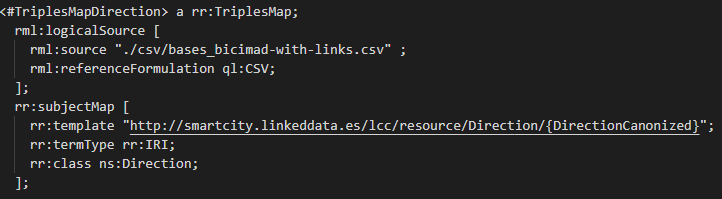 <#TriplesMapDirection> a rr:TriplesMap;
  rml:logicalSource [
    rml:source "./csv/bases_bicimad-with-links.csv" ;
    rml:referenceFormulation ql:CSV;
  ];
  rr:subjectMap [
    rr:template "http://smartcity.linkeddata.es/lcc/resource/Direction/{DirectionCanonized}";
    rr:termType rr:IRI;
    rr:class ns:Direction;
  ];